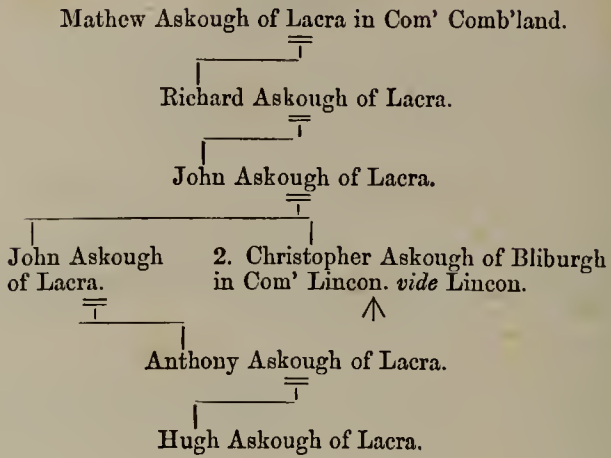 Mathew Askough of Lacra in Com' Comb'land.
Richard Askough of Lacra.
John Askough of Lacra.
John Askough
of Lacra.
2. Christopher Askough of Bliburgh
in Com' Lincon. vide Lincon.
Anthony Askough of Lacra.
Hugh Askough of Lacra.